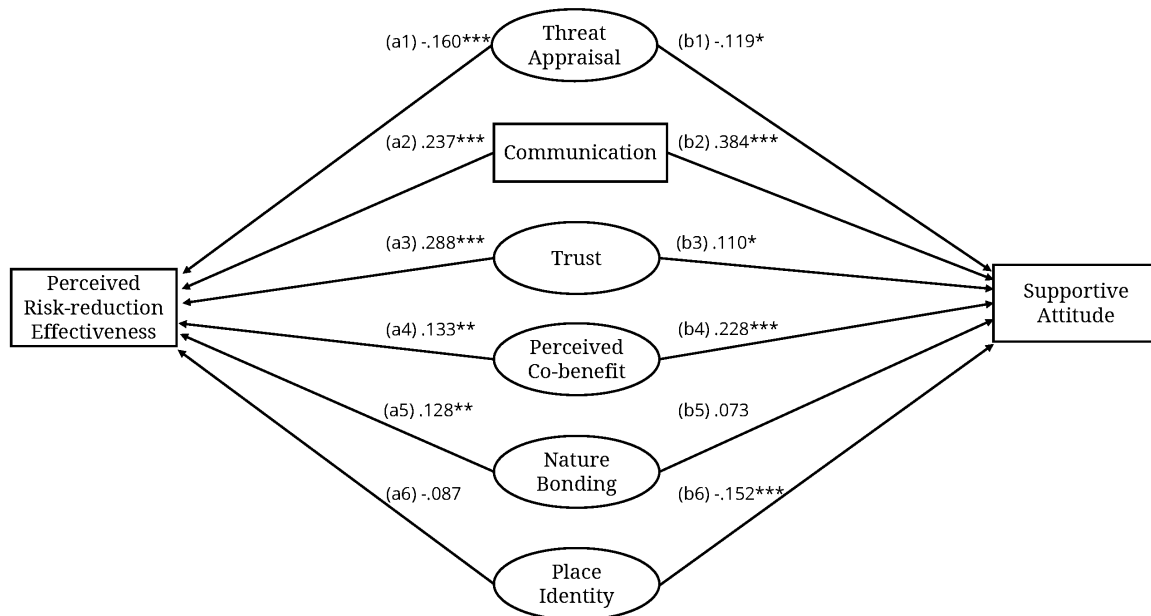 (a1) -.160***
Threat
Appraisal
(b1) -.119*
(a2) .237***
Communication
(b2) .384***
(a3) .288***
Trust
(b3) .110*
Perceived
Risk-reduction
Effectiveness
Supportive
Attitude
(a4) .133**
Perceived
Co-benefit
(b4) .228***
(a5) .128**
Nature
Bonding
(b5) .073
(a6) -.087
(b6) -.152***
Place
Identity